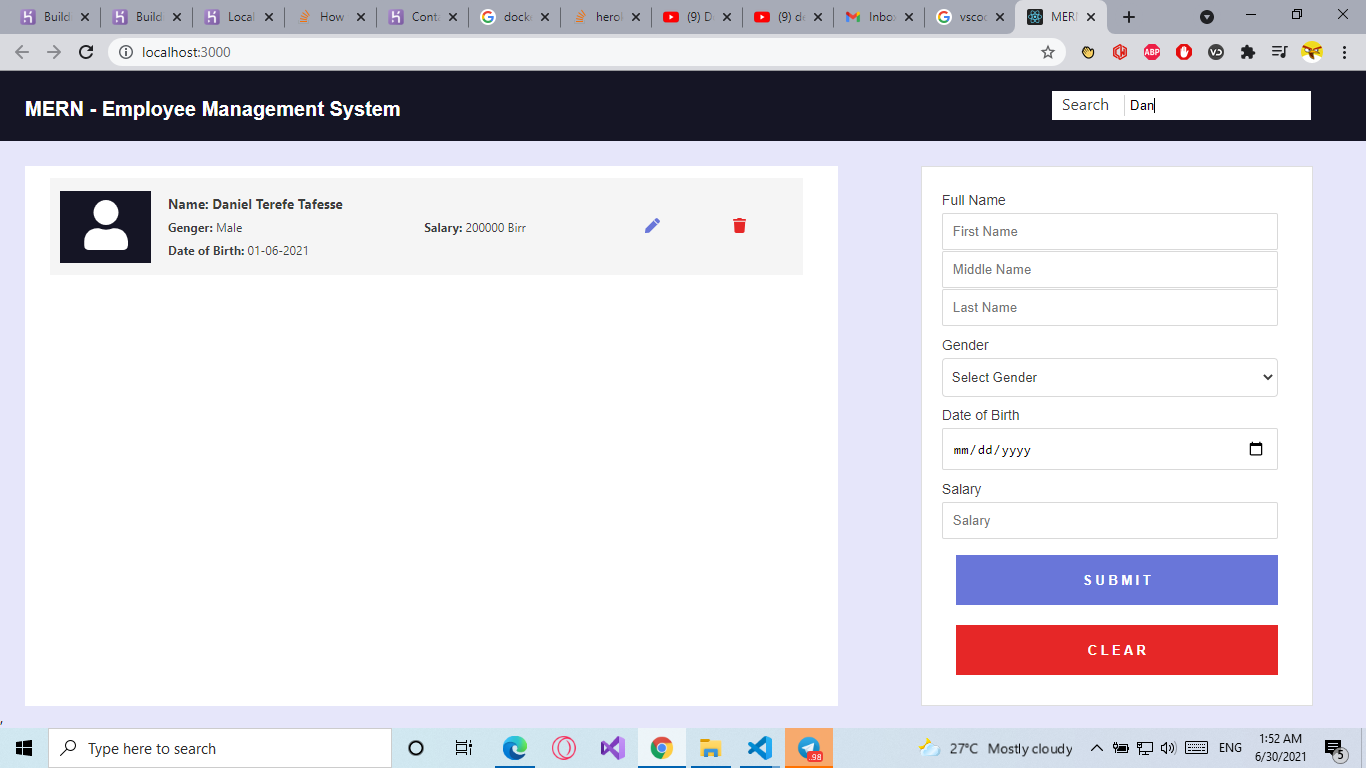 Build
Build
Local
How
Conta
docke
herok
(9) D
(9) de
Inbox
vscod
MERN
localhost:3000
ABP
MERN - Employee Management System
Search Dan
Name: Daniel Terefe Tafesse
Genger: Male
Salary: 200000 Birr
Date of Birth: 01-06-2021
Full Name
First Name
Middle Name
Last Name
Gender
Select Gender
Date of Birth
mm/dd/yyyy
Salary
Salary
SUBMIT
CLEAR
,
Type here to search
.98
27°C Mostly cloudy
ENG
1:52 AM
6/30/2021
5